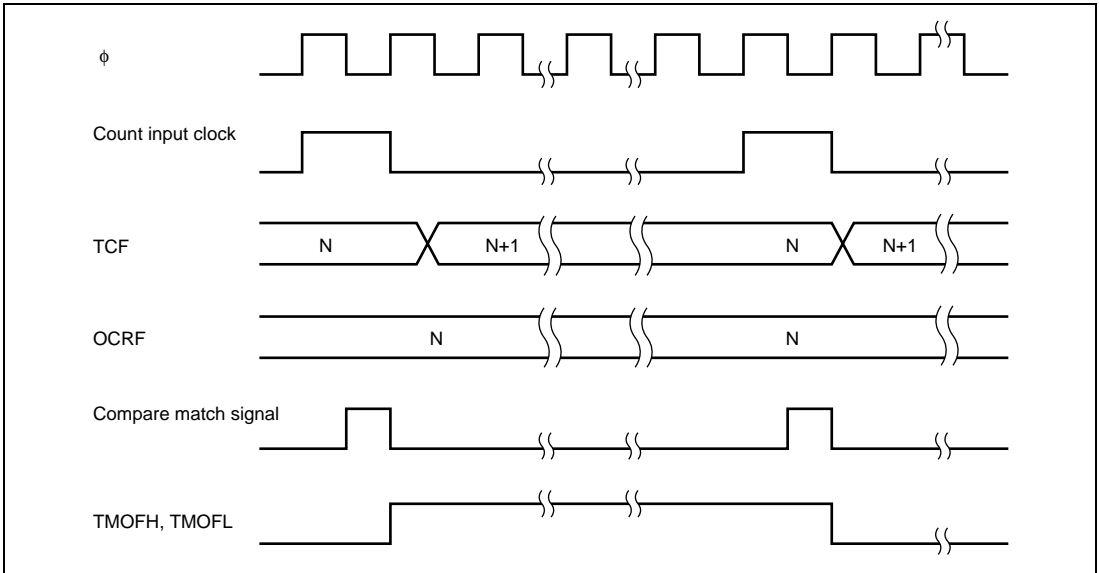 ϕ
Count input clock
TCF N N+1 N N+1
OCRF N N
Compare match signal
TMOFH, TMOFL